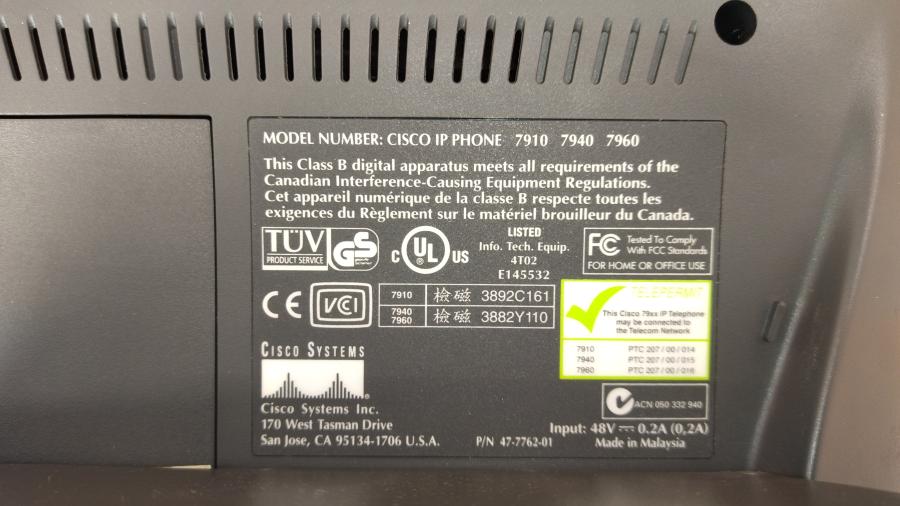 MODEL NUMBER: CISCO IP PHONE 7910 7940 7960
This Class B digital apparatus meets all requirements of the
Canadian Interference-Causing Equipment Regulations.
Cet appareil numérique de la classe B respecte toutes les
exigences du Règlement sur le matériel brouilleur du Canada.
TÜV
PRODUCT SERVICE
GS
C UL ® US
LISTED
Info. Tech. Equip.
4T02
E145532
FC Tested To Comply
With FCC Standards
FOR HOME OR OFFICE USE
CE
VCI
7910 檢磁 3892C161
7940
7960 檢磁 3882Y110
TELEPERMIT
This Cisco 79xx IP Telephone
may be connected to
the Telecom Network
7910 PTC 207 / 00 / 014
7940 PTC 207 / 00 / 015
7960 PTC 207 / 00 / 016
CISCO SYSTEMS
®
Cisco Systems Inc.
170 West Tasman Drive
San Jose, CA 95134-1706 U.S.A.
P/N 47-7762-01
ACN 050 332 940
Input: 48V ⎓ 0.2A (0,2A)
Made in Malaysia